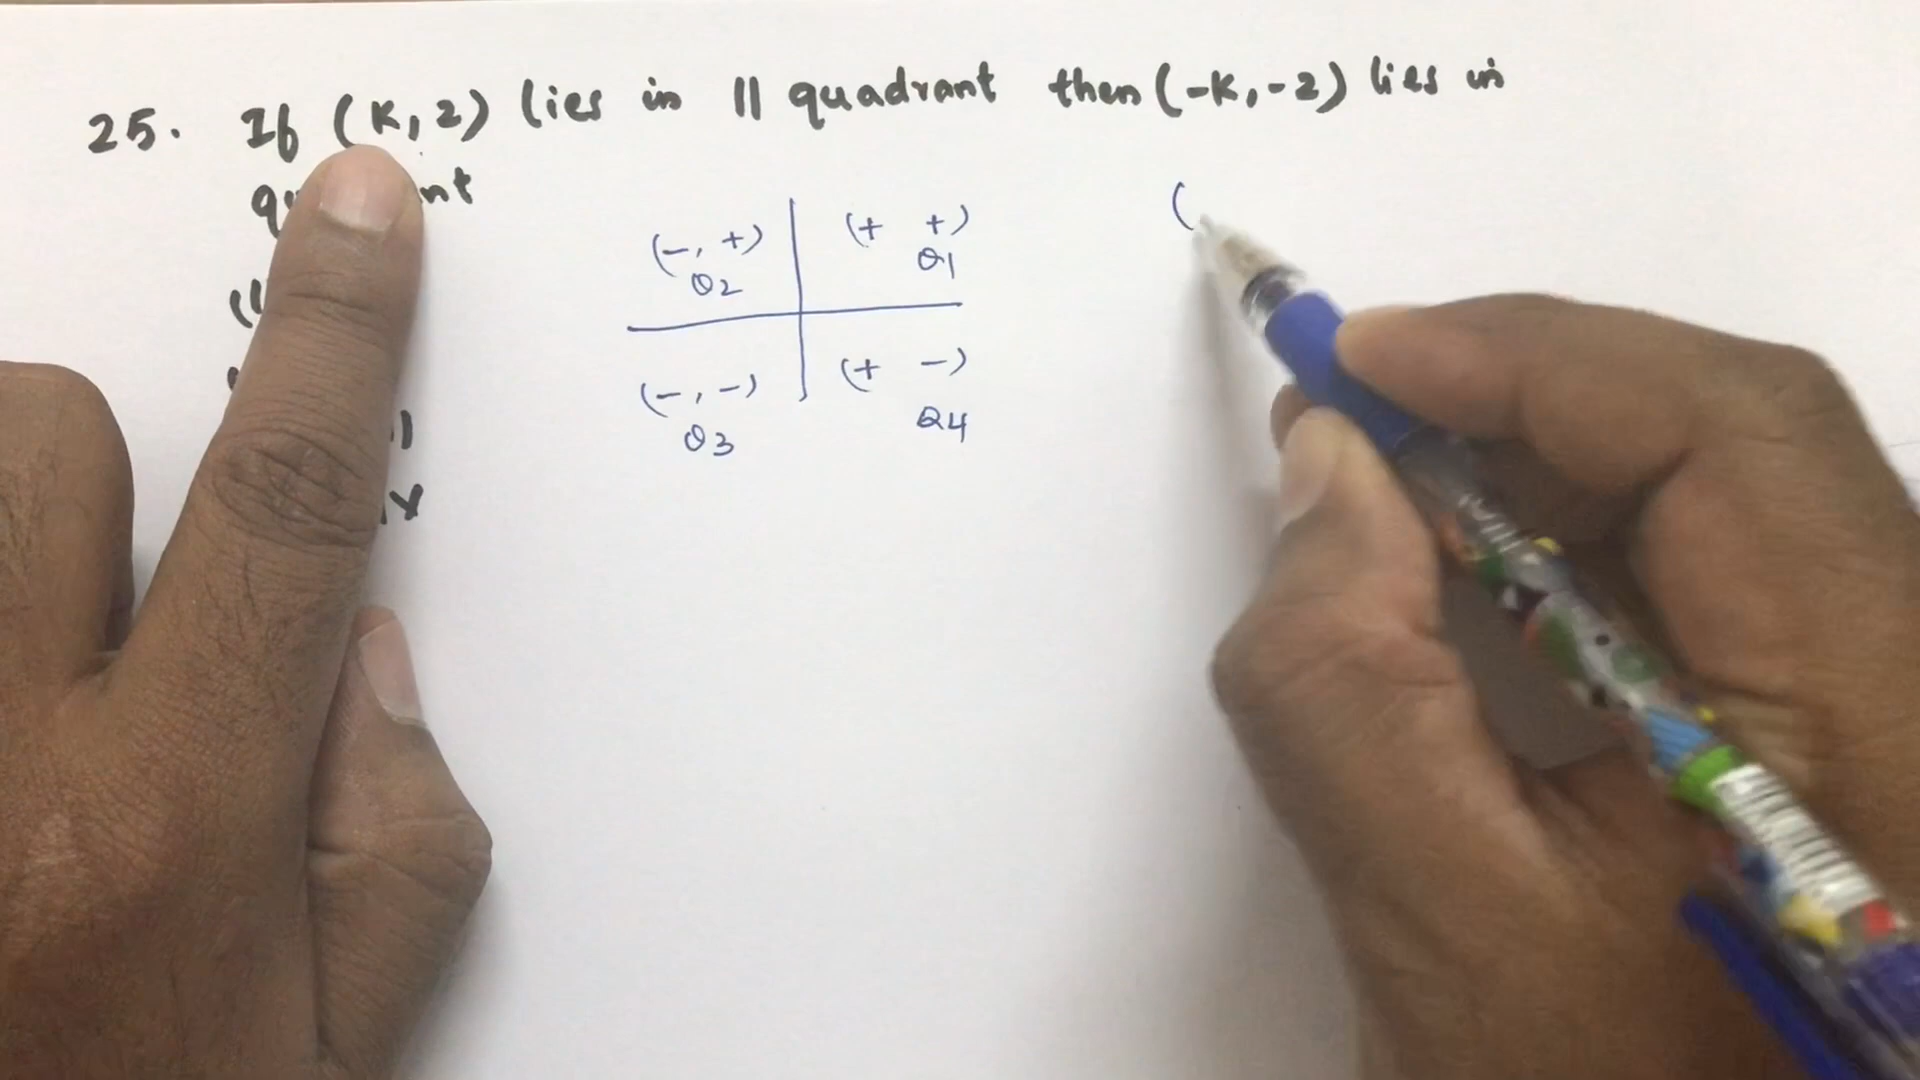 25. If (K, 2) lies in II quadrant then (-K, -2) lies in
(-, +) (+ +)
Q2 Q1
(-, -) (+ -)
Q3 Q4
(